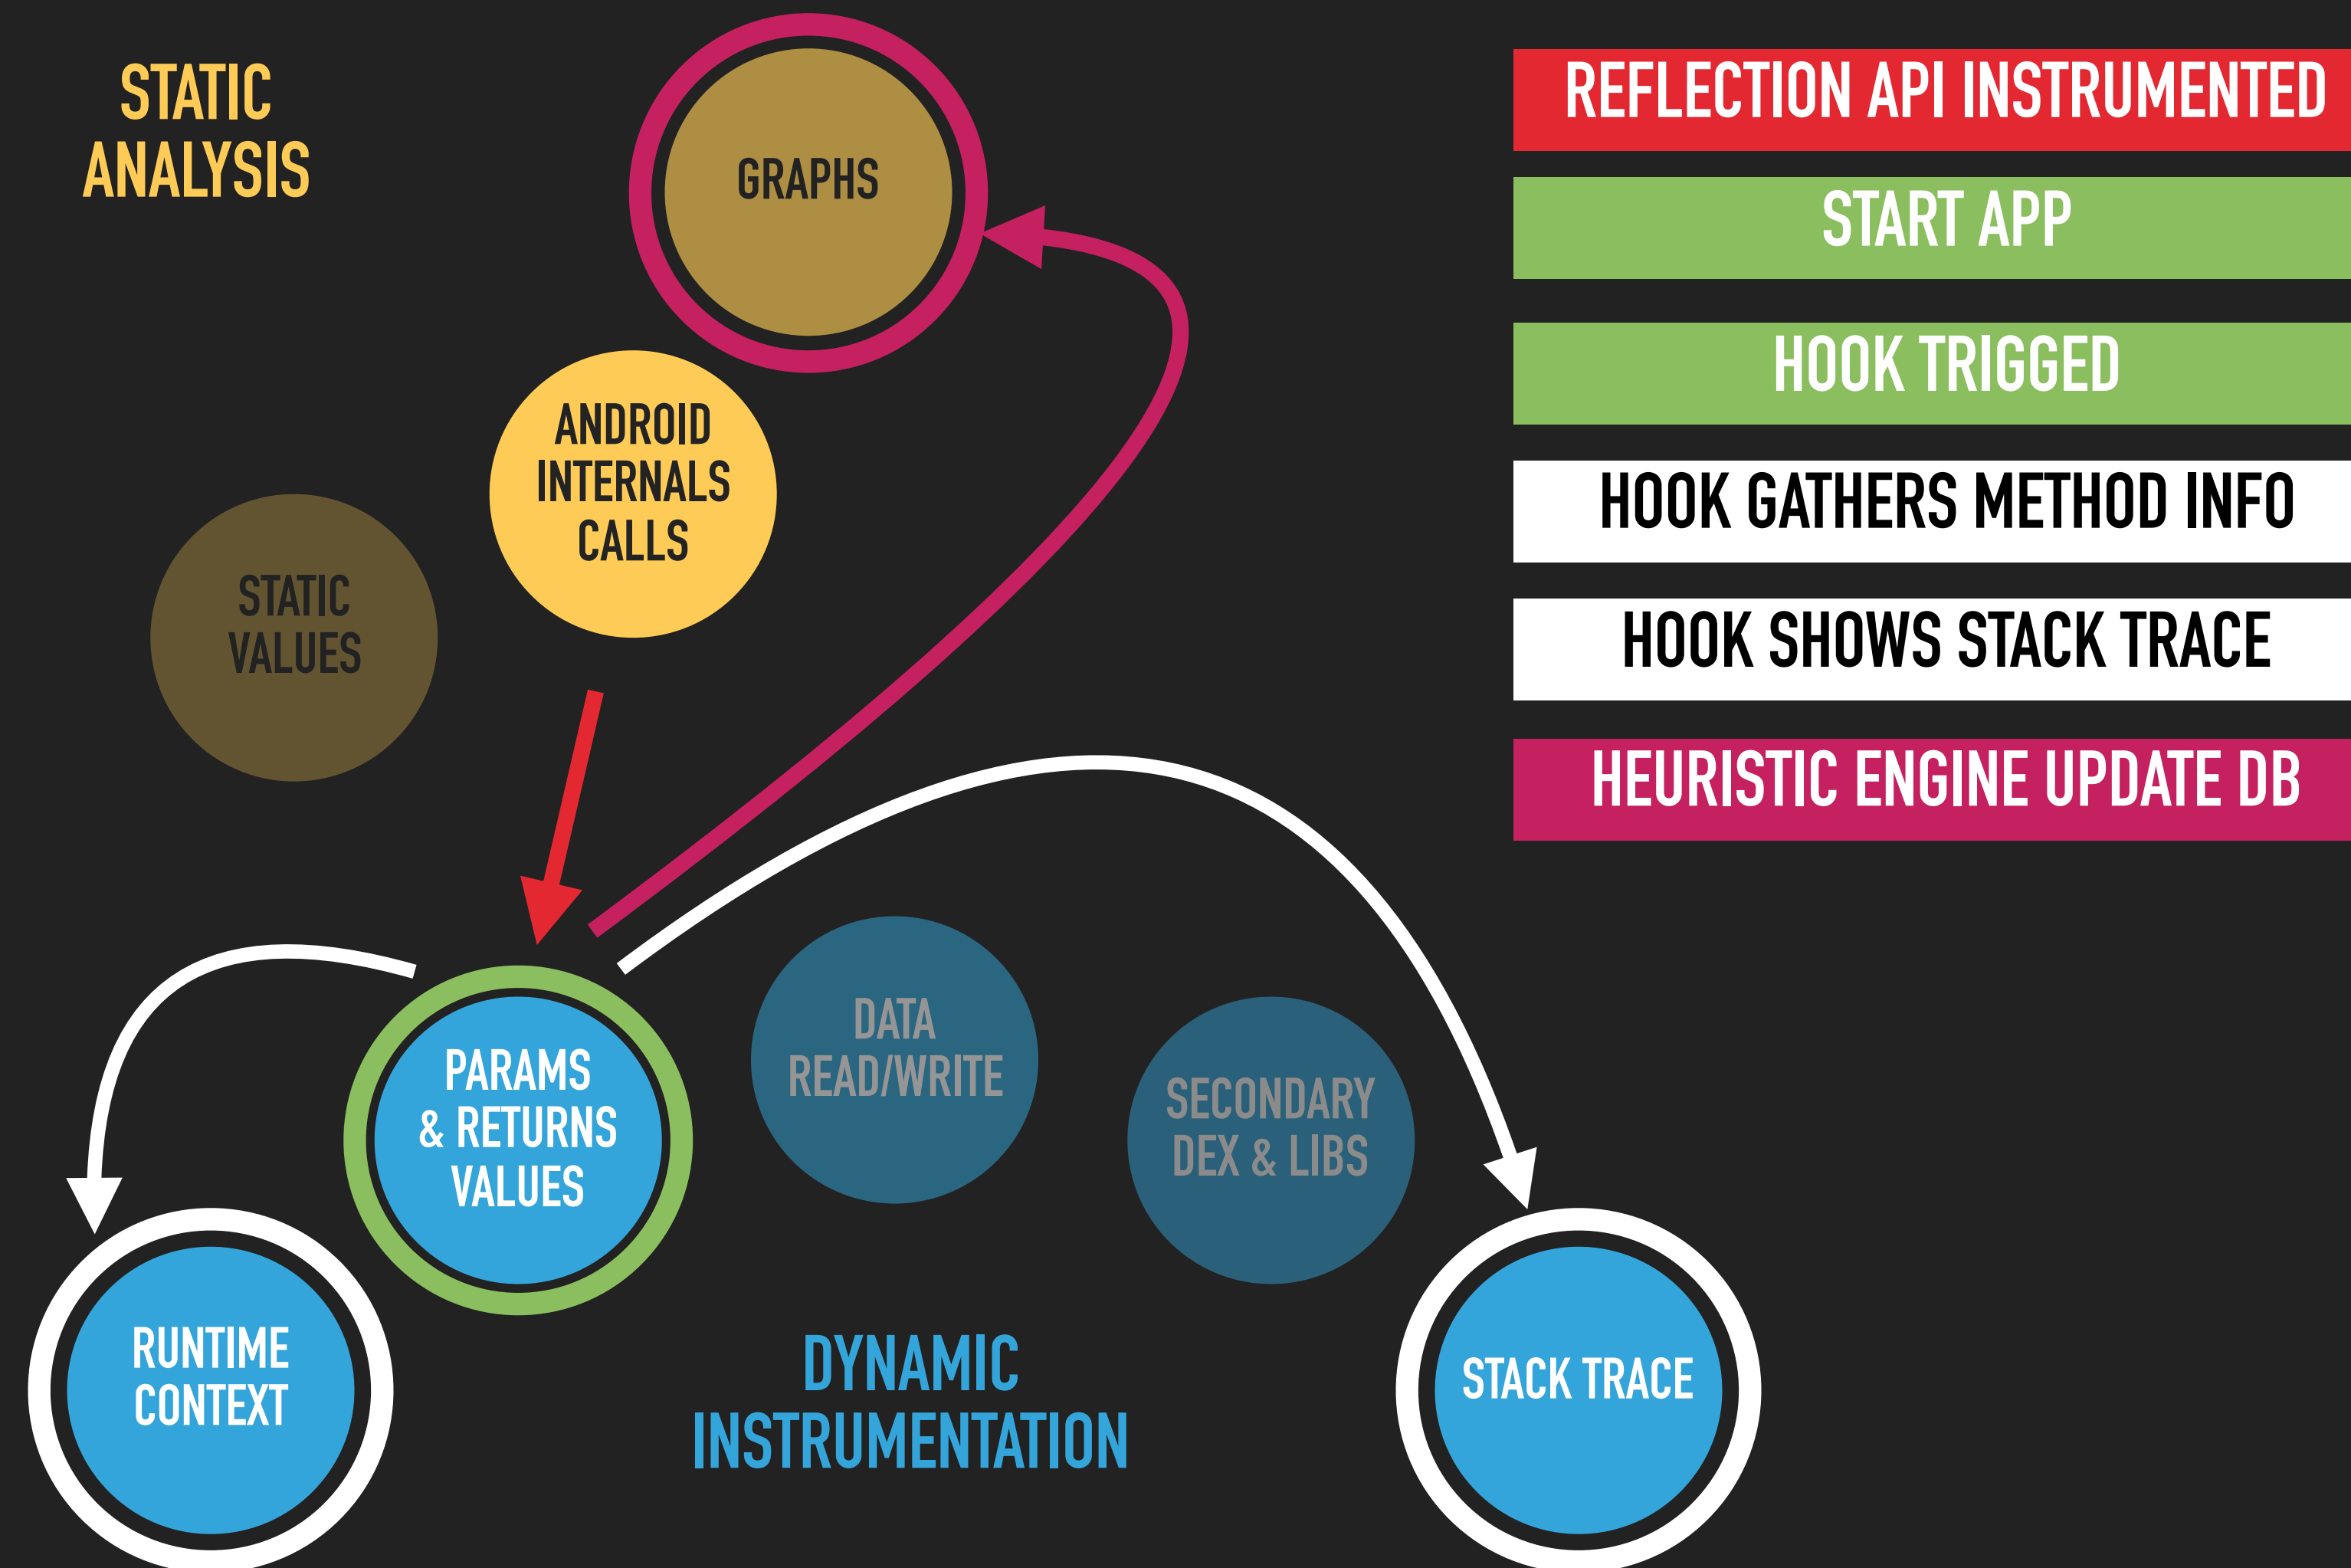 STATIC
ANALYSIS
GRAPHS
ANDROID
INTERNALS
CALLS
STATIC
VALUES
REFLECTION API INSTRUMENTED
START APP
HOOK TRIGGED
HOOK GATHERS METHOD INFO
HOOK SHOWS STACK TRACE
HEURISTIC ENGINE UPDATE DB
PARAMS
& RETURNS
VALUES
DATA
READ/WRITE
SECONDARY
DEX & LIBS
RUNTIME
CONTEXT
STACK TRACE
DYNAMIC
INSTRUMENTATION